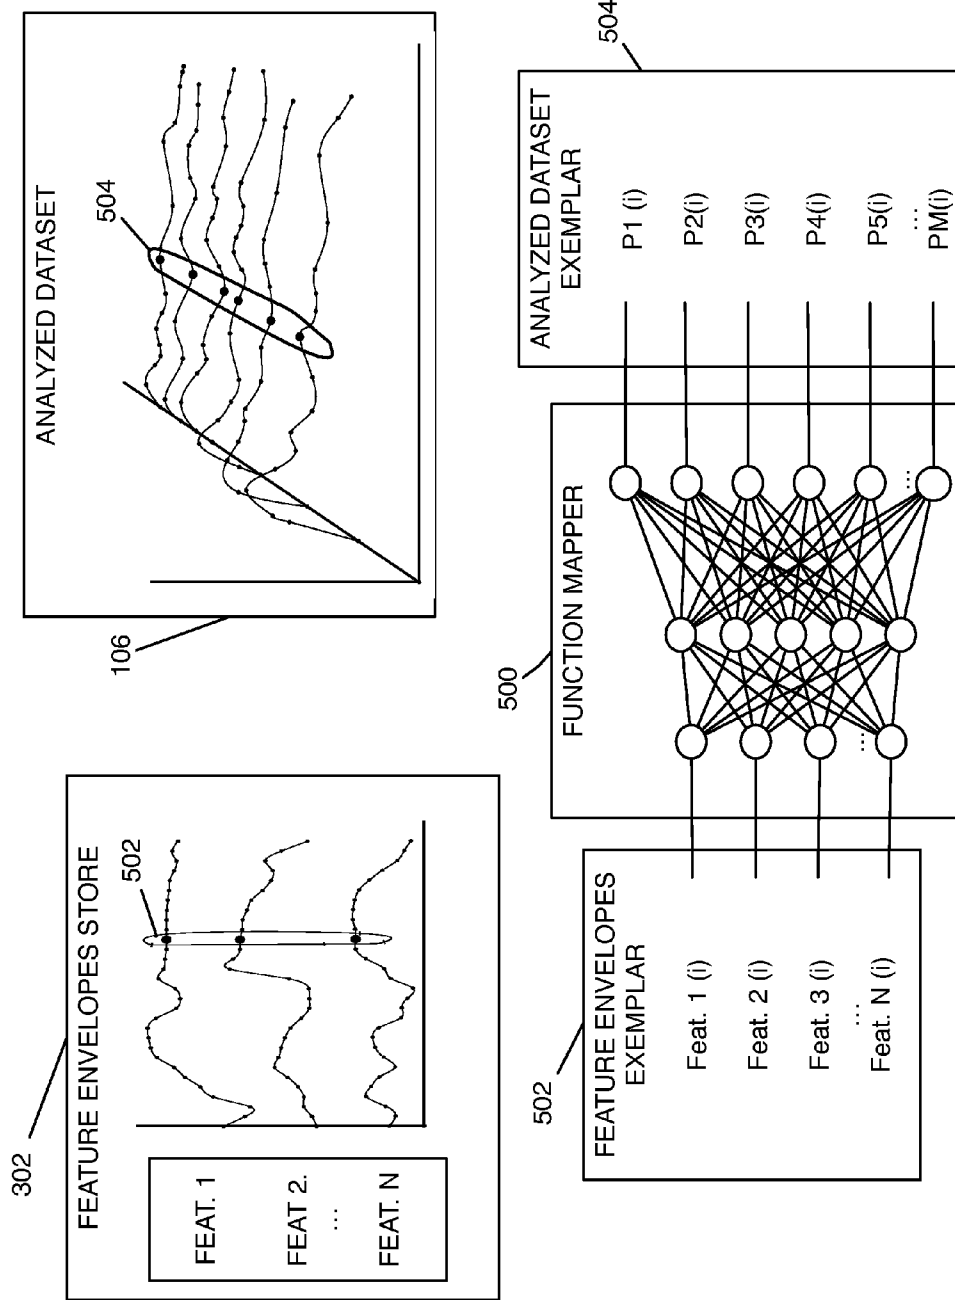 302
FEATURE ENVELOPES STORE
502
FEAT. 1
FEAT 2.
...
FEAT. N
106
ANALYZED DATASET
504
502
FEATURE ENVELOPES
EXEMPLAR
Feat. 1 (i)
Feat. 2 (i)
Feat. 3 (i)
...
Feat. N (i)
500
FUNCTION MAPPER
...
...
504
ANALYZED DATASET
EXEMPLAR
P1 (i)
P2(i)
P3(i)
P4(i)
P5(i)
...
PM(i)